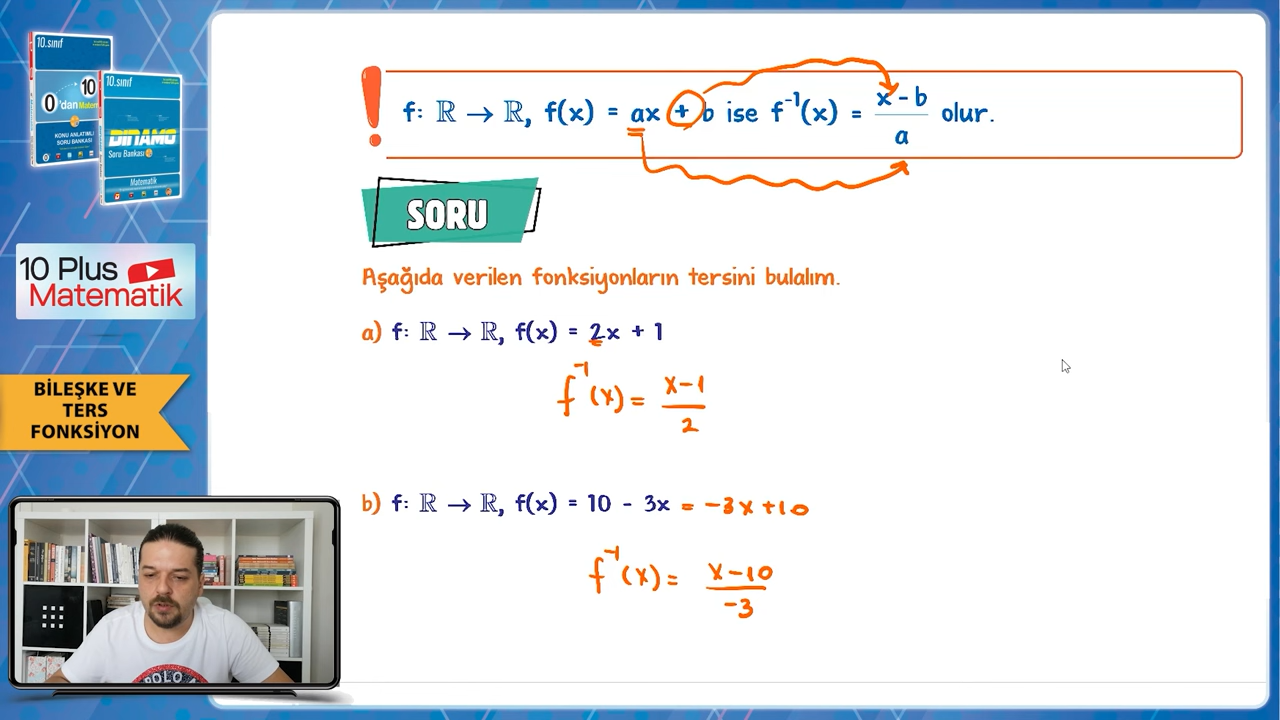 10.sınıf
0'dan 10
KONU ANLATIMLI
SORU BANKASI
10.sınıf
DİNAMO
Soru Bankası
Matematik
10 Plus
Matematik
BİLEŞKE VE
TERS
FONKSİYON
f: ℝ → ℝ, f(x) = ax + b ise f⁻¹(x) = (x - b)/a olur.
SORU
Aşağıda verilen fonksiyonların tersini bulalım.
a) f: ℝ → ℝ, f(x) = 2x + 1
f⁻¹(x) = (x-1)/2
b) f: ℝ → ℝ, f(x) = 10 - 3x = -3x+10
f⁻¹(x) = (x-10)/-3
POLO